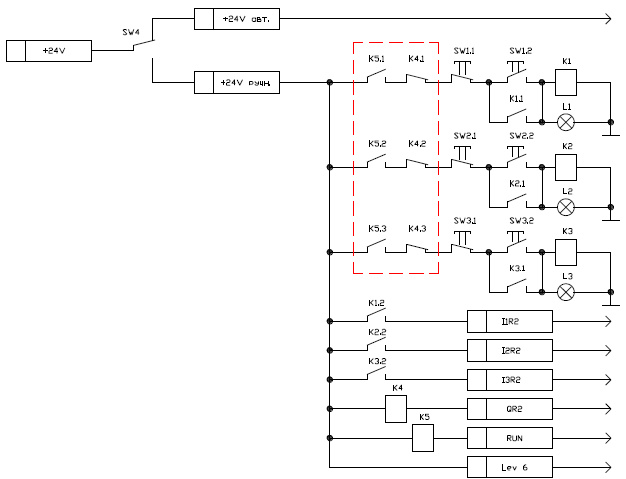 +24V авт.
SW4
+24V
+24V ручн.
K5.1
K4.1
SW1.1
SW1.2
K1
K1.1
L1
K5.2
K4.2
SW2.1
SW2.2
K2
K2.1
L2
K5.3
K4.3
SW3.1
SW3.2
K3
K3.1
L3
K1.2
I1R2
K2.2
I2R2
K3.2
I3R2
K4
QR2
K5
RUN
Lev 6